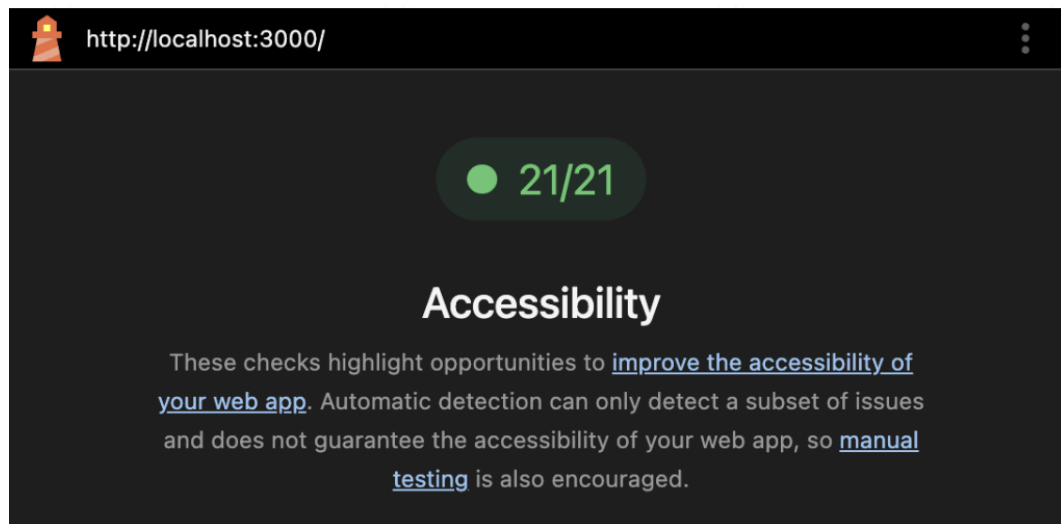 http://localhost:3000/
21/21
Accessibility
These checks highlight opportunities to improve the accessibility of
your web app. Automatic detection can only detect a subset of issues
and does not guarantee the accessibility of your web app, so manual
testing is also encouraged.